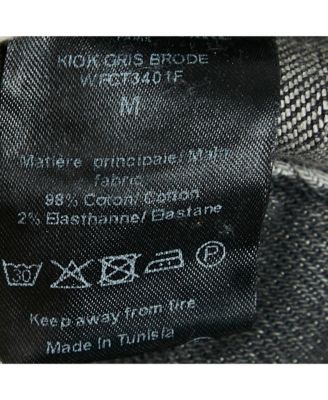 KIOK GRIS BRODE
WFCT3401F
M
Matière principale/Main
fabric
98% Coton/Cotton
2% Elasthanne/Elastane
30
P
Keep away from fire
Made in Tunisia